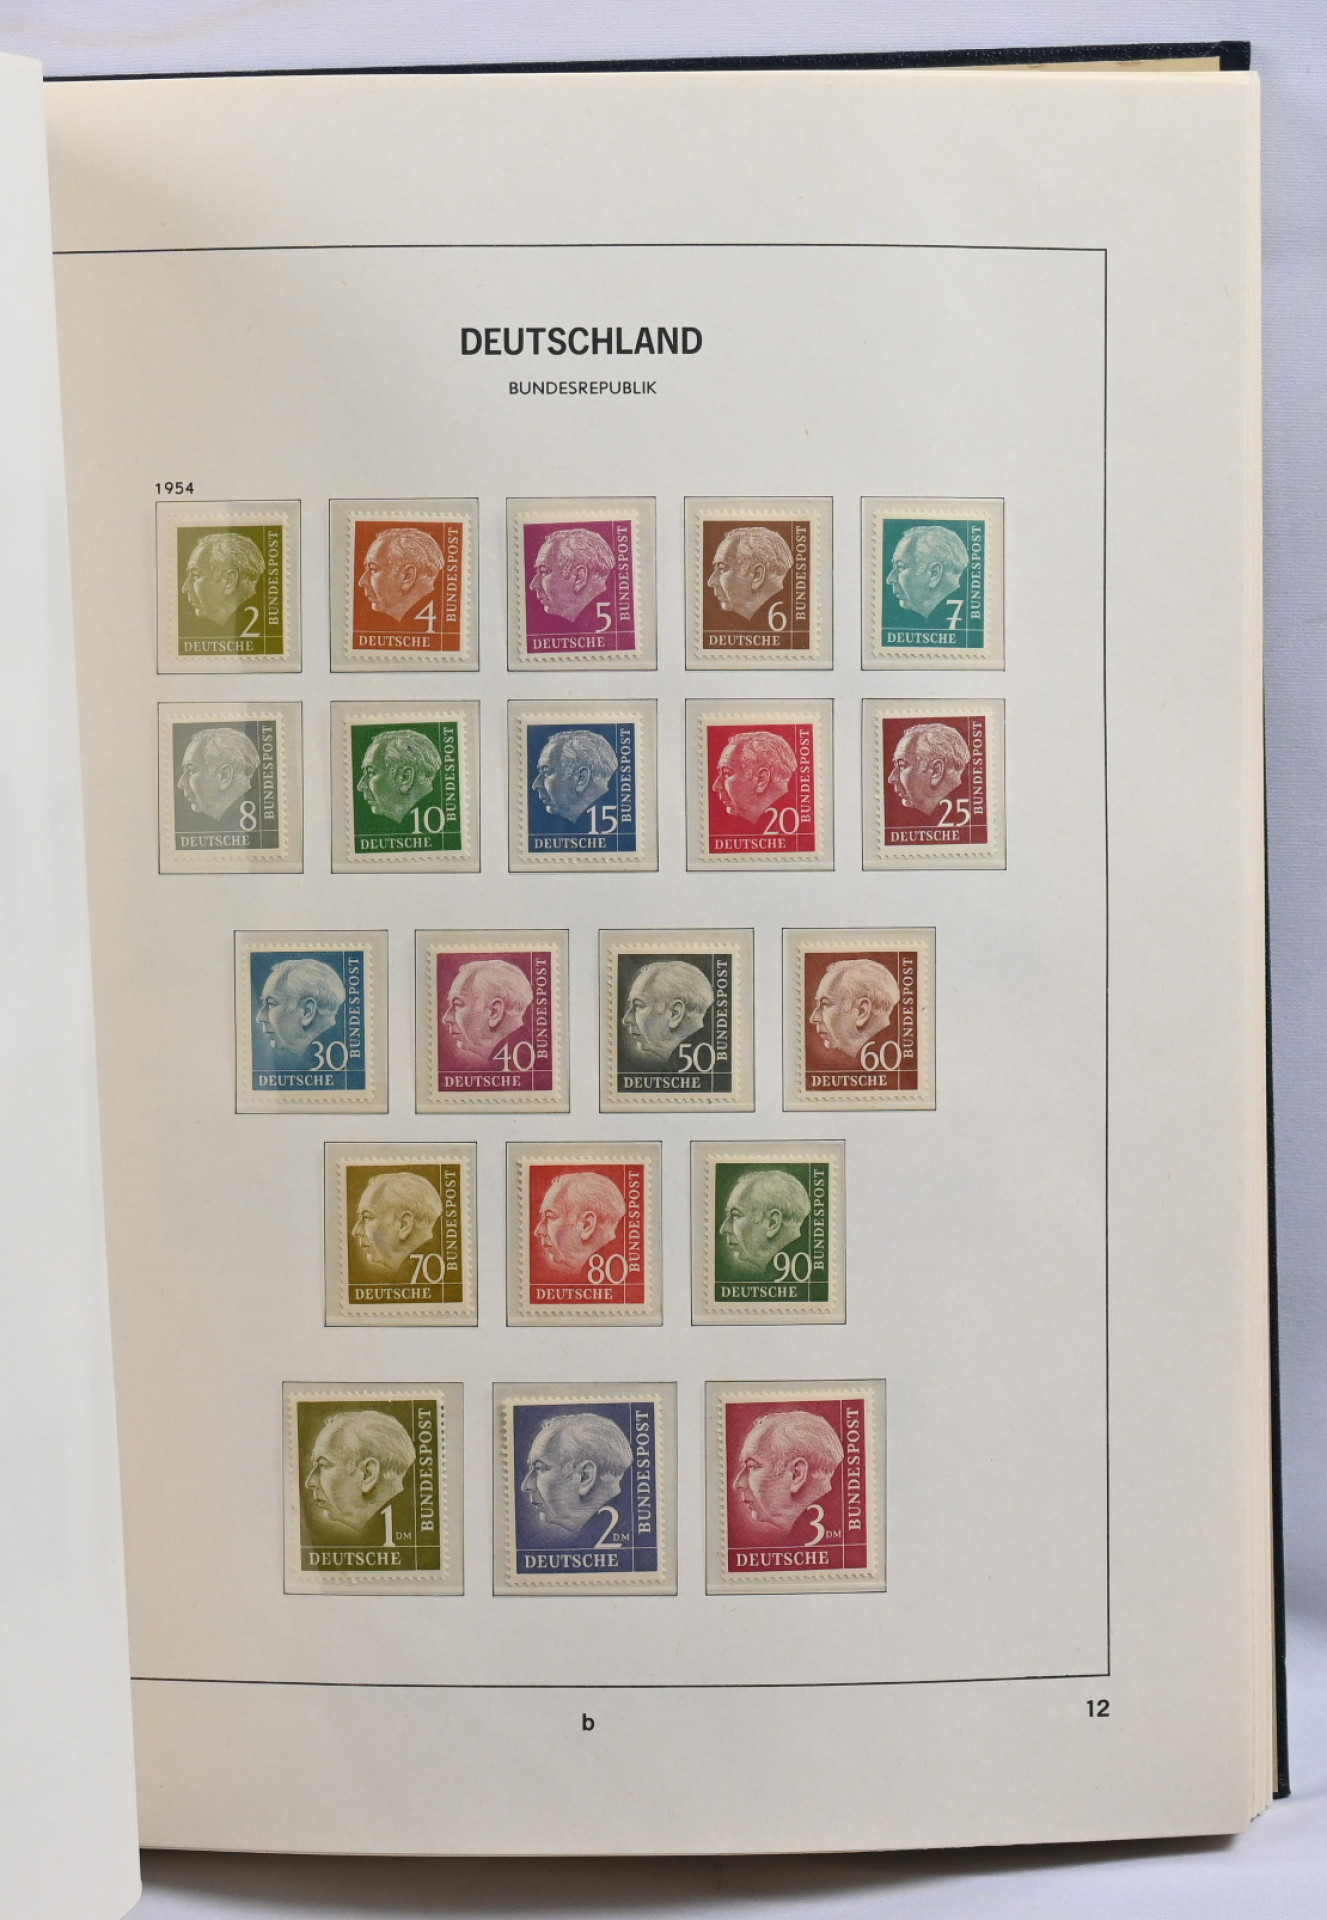 DEUTSCHLAND
BUNDESREPUBLIK
1954
2 DEUTSCHE BUNDESPOST
4 DEUTSCHE BUNDESPOST
5 DEUTSCHE BUNDESPOST
6 DEUTSCHE BUNDESPOST
7 DEUTSCHE BUNDESPOST
8 DEUTSCHE BUNDESPOST
10 DEUTSCHE BUNDESPOST
15 DEUTSCHE BUNDESPOST
20 DEUTSCHE BUNDESPOST
25 DEUTSCHE BUNDESPOST
30 DEUTSCHE BUNDESPOST
40 DEUTSCHE BUNDESPOST
50 DEUTSCHE BUNDESPOST
60 DEUTSCHE BUNDESPOST
70 DEUTSCHE BUNDESPOST
80 DEUTSCHE BUNDESPOST
90 DEUTSCHE BUNDESPOST
1 DM DEUTSCHE BUNDESPOST
2 DM DEUTSCHE BUNDESPOST
3 DM DEUTSCHE BUNDESPOST
b
12